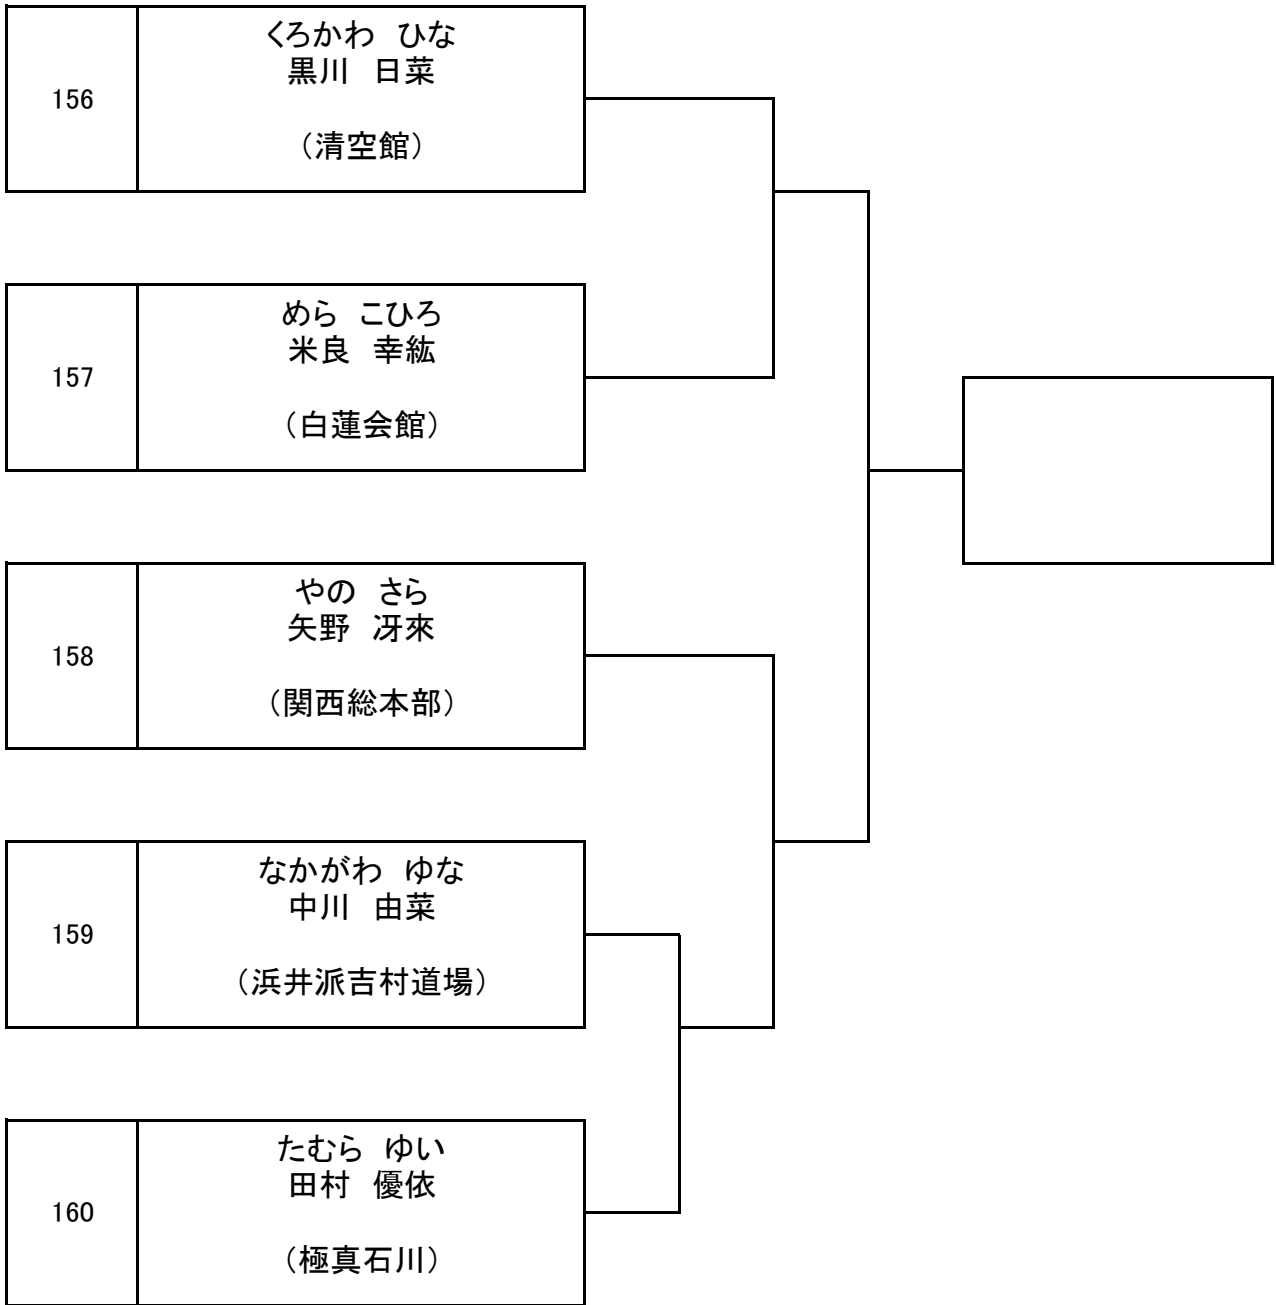 156
くろかわ ひな
黒川 日菜
（清空館）
157
めら こひろ
米良 幸紘
（白蓮会館）
158
やの さら
矢野 冴來
（関西総本部）
159
なかがわ ゆな
中川 由菜
（浜井派吉村道場）
160
たむら ゆい
田村 優依
（極真石川）